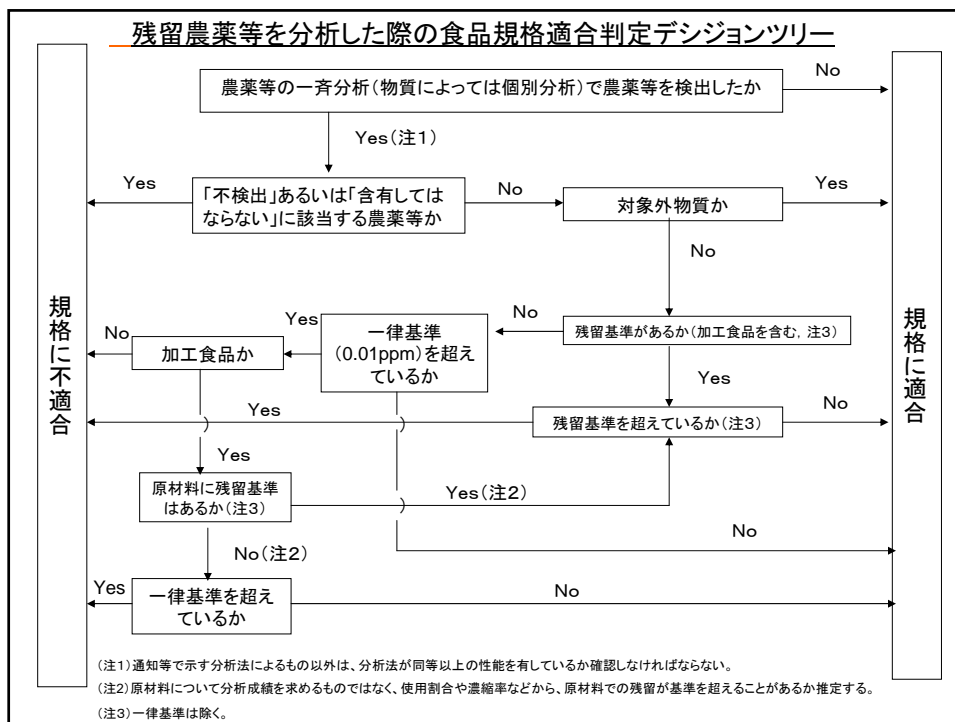 残留農薬等を分析した際の食品規格適合判定デシジョンツリー
農薬等の一斉分析(物質によっては個別分析)で農薬等を検出したか
No
Yes(注1)
Yes
「不検出」あるいは「含有しては
ならない」に該当する農薬等か
No
対象外物質か
Yes
No
規格に不適合
規格に適合
No
加工食品か
Yes
一律基準
(0.01ppm)を超え
ているか
No
残留基準があるか(加工食品を含む，注3)
Yes
Yes
残留基準を超えているか(注3)
No
Yes
原材料に残留基準
はあるか(注3)
Yes(注2)
No
No(注2)
Yes
一律基準を超え
ているか
No
(注1)通知等で示す分析法によるもの以外は、分析法が同等以上の性能を有しているか確認しなければならない。
(注2)原材料について分析成績を求めるものではなく、使用割合や濃縮率などから、原材料での残留が基準を超えることがあるか推定する。
(注3)一律基準は除く。